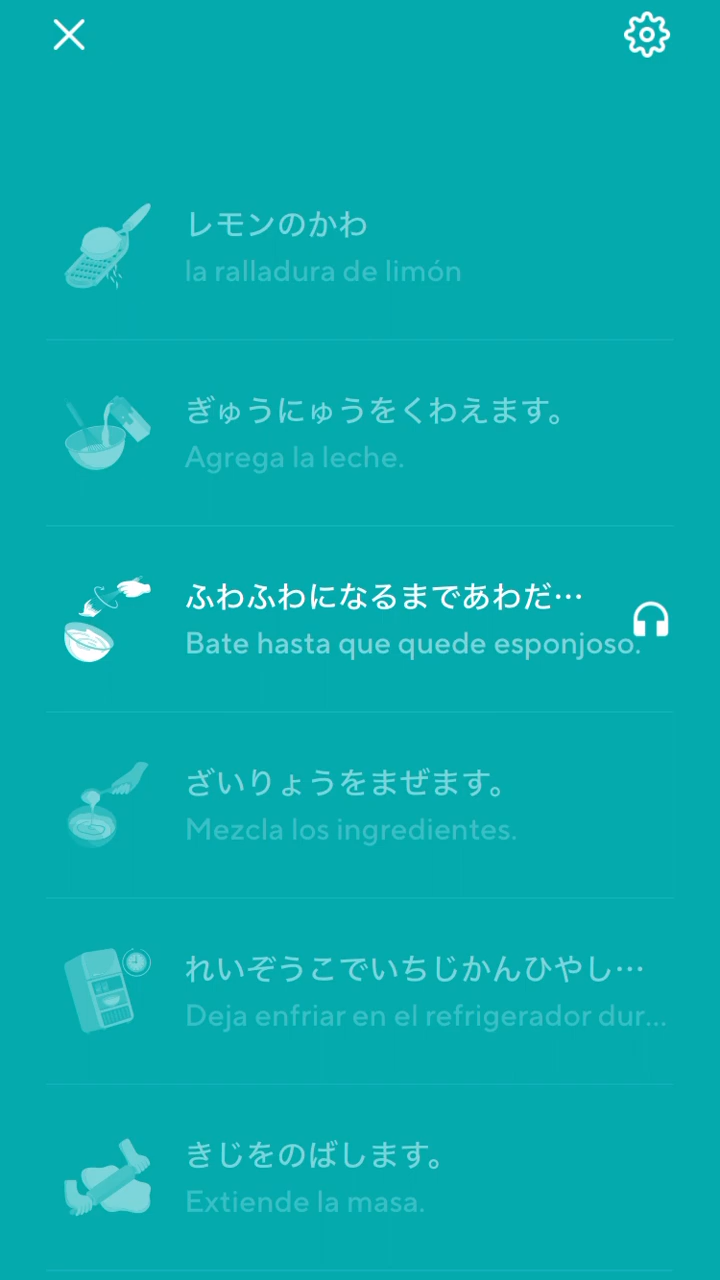 レモンのかわ
la ralladura de limón
ぎゅうにゅうをくわえます。
Agrega la leche.
ふわふわになるまであわだ…
Bate hasta que quede esponjoso.
ざいりょうをまぜます。
Mezcla los ingredientes.
れいぞうこでいちじかんひやし…
Deja enfriar en el refrigerador dur...
きじをのばします。
Extiende la masa.